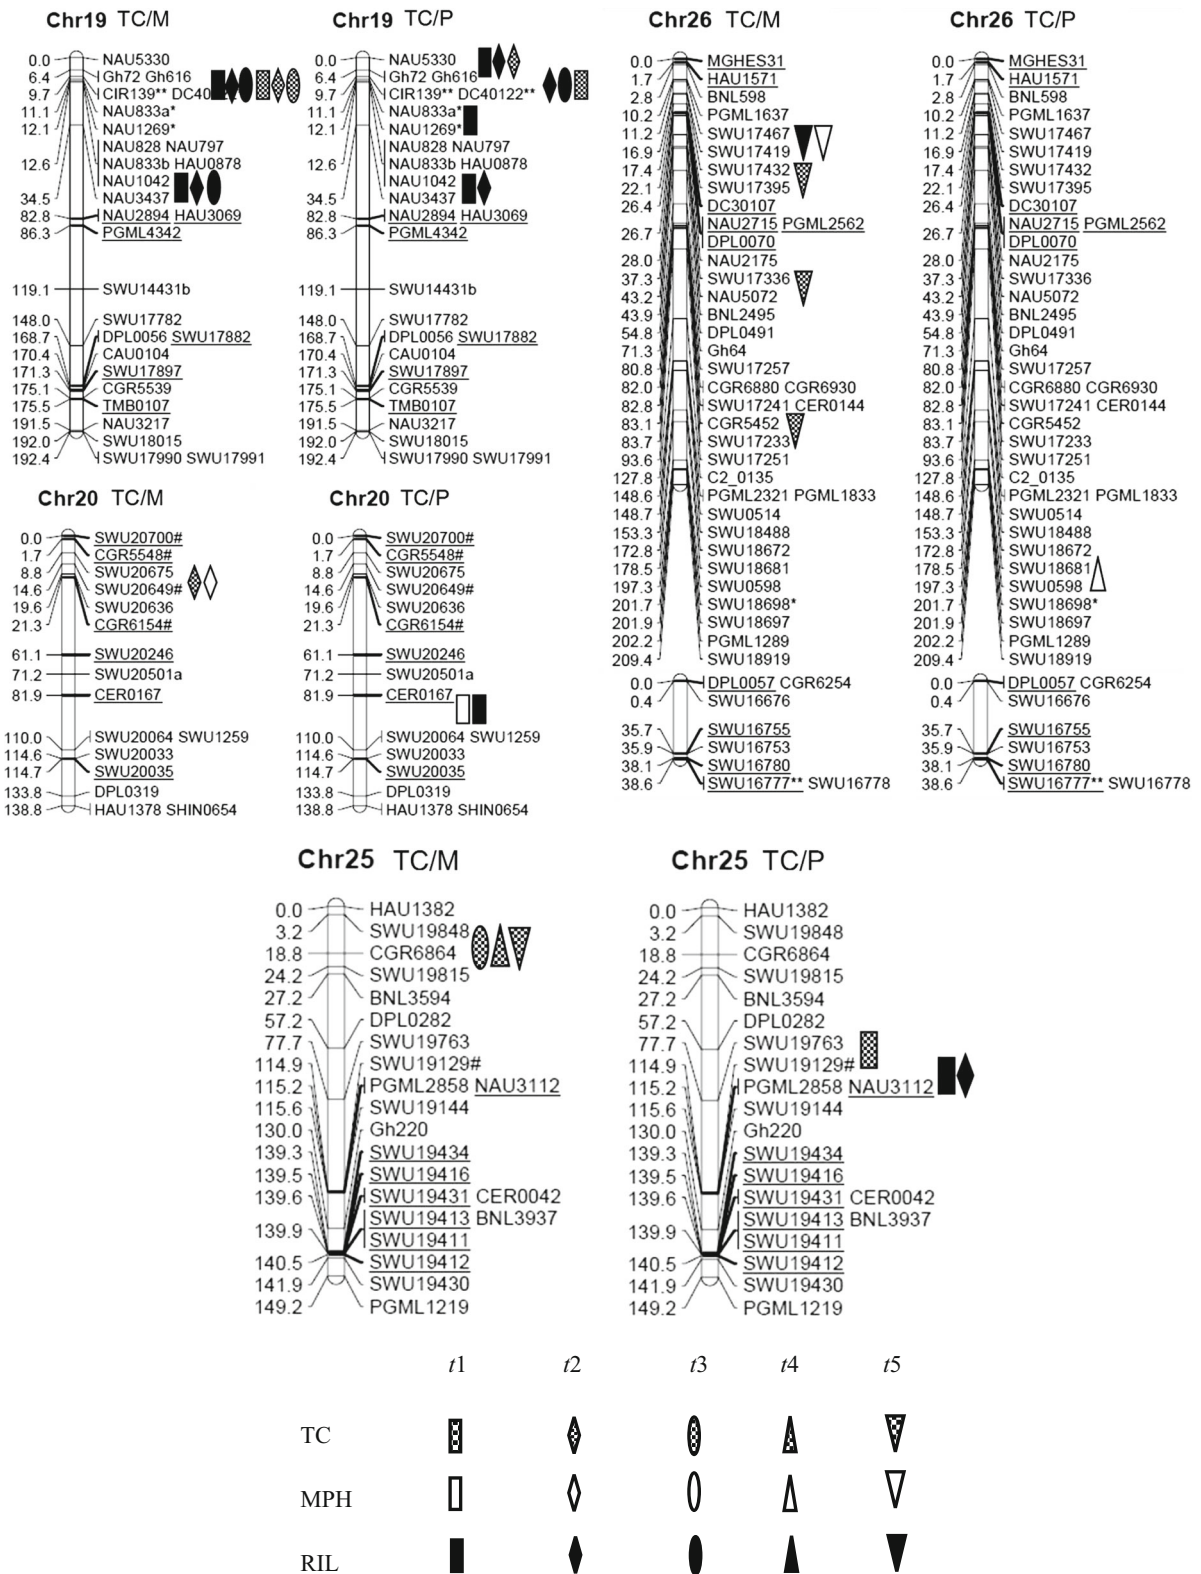 Chr19 TC/M
0.0 NAU5330
6.4 Gh72 Gh616
9.7 CIR139** DC40122
11.1 NAU833a*
12.1 NAU1269*
NAU828 NAU797
12.6 NAU833b HAU0878
NAU1042
34.5 NAU3437
82.8 NAU2894 HAU3069
86.3 PGML4342
119.1 SWU14431b
148.0 SWU17782
168.7 DPL0056 SWU17882
170.4 CAU0104
171.3 SWU17897
175.1 CGR5539
175.5 TMB0107
191.5 NAU3217
192.0 SWU18015
192.4 SWU17990 SWU17991
Chr19 TC/P
0.0 NAU5330
6.4 Gh72 Gh616
9.7 CIR139** DC40122**
11.1 NAU833a*
12.1 NAU1269*
NAU828 NAU797
12.6 NAU833b HAU0878
NAU1042
34.5 NAU3437
82.8 NAU2894 HAU3069
86.3 PGML4342
119.1 SWU14431b
148.0 SWU17782
168.7 DPL0056 SWU17882
170.4 CAU0104
171.3 SWU17897
175.1 CGR5539
175.5 TMB0107
191.5 NAU3217
192.0 SWU18015
192.4 SWU17990 SWU17991
Chr26 TC/M
0.0 MGHES31
1.7 HAU1571
2.8 BNL598
10.2 PGML1637
11.2 SWU17467
16.9 SWU17419
17.4 SWU17432
22.1 SWU17395
26.4 DC30107
NAU2715 PGML2562
26.7 DPL0070
28.0 NAU2175
37.3 SWU17336
43.2 NAU5072
43.9 BNL2495
54.8 DPL0491
71.3 Gh64
80.8 SWU17257
82.0 CGR6880 CGR6930
82.8 SWU17241 CER0144
83.1 CGR5452
83.7 SWU17233
93.6 SWU17251
127.8 C2_0135
148.6 PGML2321 PGML1833
148.7 SWU0514
153.3 SWU18488
172.8 SWU18672
178.5 SWU18681
197.3 SWU0598
201.7 SWU18698*
201.9 SWU18697
202.2 PGML1289
209.4 SWU18919
0.0 DPL0057 CGR6254
0.4 SWU16676
35.7 SWU16755
35.9 SWU16753
38.1 SWU16780
38.6 SWU16777** SWU16778
Chr26 TC/P
0.0 MGHES31
1.7 HAU1571
2.8 BNL598
10.2 PGML1637
11.2 SWU17467
16.9 SWU17419
17.4 SWU17432
22.1 SWU17395
26.4 DC30107
NAU2715 PGML2562
26.7 DPL0070
28.0 NAU2175
37.3 SWU17336
43.2 NAU5072
43.9 BNL2495
54.8 DPL0491
71.3 Gh64
80.8 SWU17257
82.0 CGR6880 CGR6930
82.8 SWU17241 CER0144
83.1 CGR5452
83.7 SWU17233
93.6 SWU17251
127.8 C2_0135
148.6 PGML2321 PGML1833
148.7 SWU0514
153.3 SWU18488
172.8 SWU18672
178.5 SWU18681
197.3 SWU0598
201.7 SWU18698*
201.9 SWU18697
202.2 PGML1289
209.4 SWU18919
0.0 DPL0057 CGR6254
0.4 SWU16676
35.7 SWU16755
35.9 SWU16753
38.1 SWU16780
38.6 SWU16777** SWU16778
Chr20 TC/M
0.0 SWU20700#
1.7 CGR5548#
8.8 SWU20675
14.6 SWU20649#
19.6 SWU20636
21.3 CGR6154#
61.1 SWU20246
71.2 SWU20501a
81.9 CER0167
110.0 SWU20064 SWU1259
114.6 SWU20033
114.7 SWU20035
133.8 DPL0319
138.8 HAU1378 SHIN0654
Chr20 TC/P
0.0 SWU20700#
1.7 CGR5548#
8.8 SWU20675
14.6 SWU20649#
19.6 SWU20636
21.3 CGR6154#
61.1 SWU20246
71.2 SWU20501a
81.9 CER0167
110.0 SWU20064 SWU1259
114.6 SWU20033
114.7 SWU20035
133.8 DPL0319
138.8 HAU1378 SHIN0654
Chr25 TC/M
0.0 HAU1382
3.2 SWU19848
18.8 CGR6864
24.2 SWU19815
27.2 BNL3594
57.2 DPL0282
77.7 SWU19763
114.9 SWU19129#
115.2 PGML2858 NAU3112
115.6 SWU19144
130.0 Gh220
139.3 SWU19434
139.5 SWU19416
139.6 SWU19431 CER0042
SWU19413 BNL3937
139.9 SWU19411
140.5 SWU19412
141.9 SWU19430
149.2 PGML1219
Chr25 TC/P
0.0 HAU1382
3.2 SWU19848
18.8 CGR6864
24.2 SWU19815
27.2 BNL3594
57.2 DPL0282
77.7 SWU19763
114.9 SWU19129#
115.2 PGML2858 NAU3112
115.6 SWU19144
130.0 Gh220
139.3 SWU19434
139.5 SWU19416
139.6 SWU19431 CER0042
SWU19413 BNL3937
139.9 SWU19411
140.5 SWU19412
141.9 SWU19430
149.2 PGML1219
t1 t2 t3 t4 t5
TC
MPH
RIL